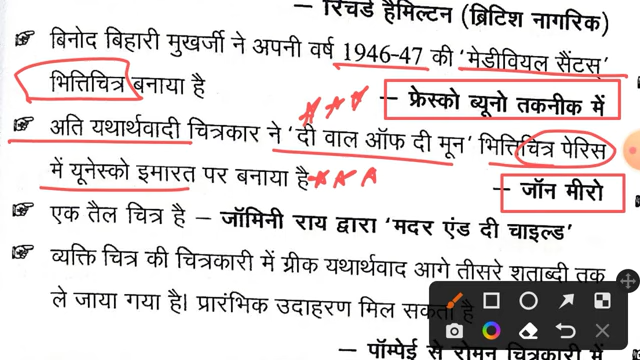 – रिचर्ड हैमिल्टन (ब्रिटिश नागरिक)
☞ बिनोद बिहारी मुखर्जी ने अपनी वर्ष 1946-47 की 'मेडीवियल सैंटस्'
भित्तिचित्र बनाया है
– फ्रेस्को ब्यूनो तकनीक में
☞ अति यथार्थवादी चित्रकार ने 'दी वाल ऑफ दी मून' भित्तिचित्र पेरिस
में यूनेस्को इमारत पर बनाया है
– जॉन मीरो
☞ एक तैल चित्र है – जॉमिनी राय द्वारा 'मदर एंड दी चाइल्ड'
☞ व्यक्ति चित्र की चित्रकारी में ग्रीक यथार्थवाद आगे तीसरे शताब्दी तक
ले जाया गया है। प्रारंभिक उदाहरण मिल सकता है
– पॉम्पेई से रोमन चित्रकारी में